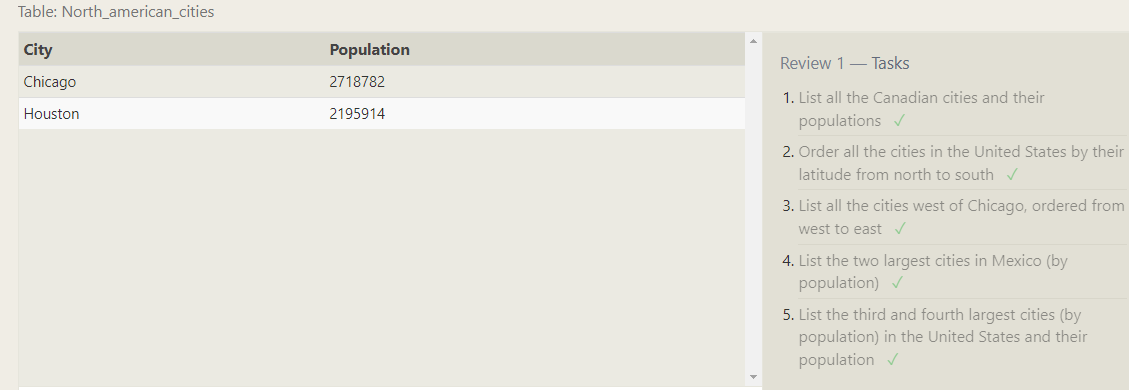 Table: North_american_cities
City Population
Chicago 2718782
Houston 2195914
Review 1 — Tasks
1. List all the Canadian cities and their
populations ✓
2. Order all the cities in the United States by their
latitude from north to south ✓
3. List all the cities west of Chicago, ordered from
west to east ✓
4. List the two largest cities in Mexico (by
population) ✓
5. List the third and fourth largest cities (by
population) in the United States and their
population ✓